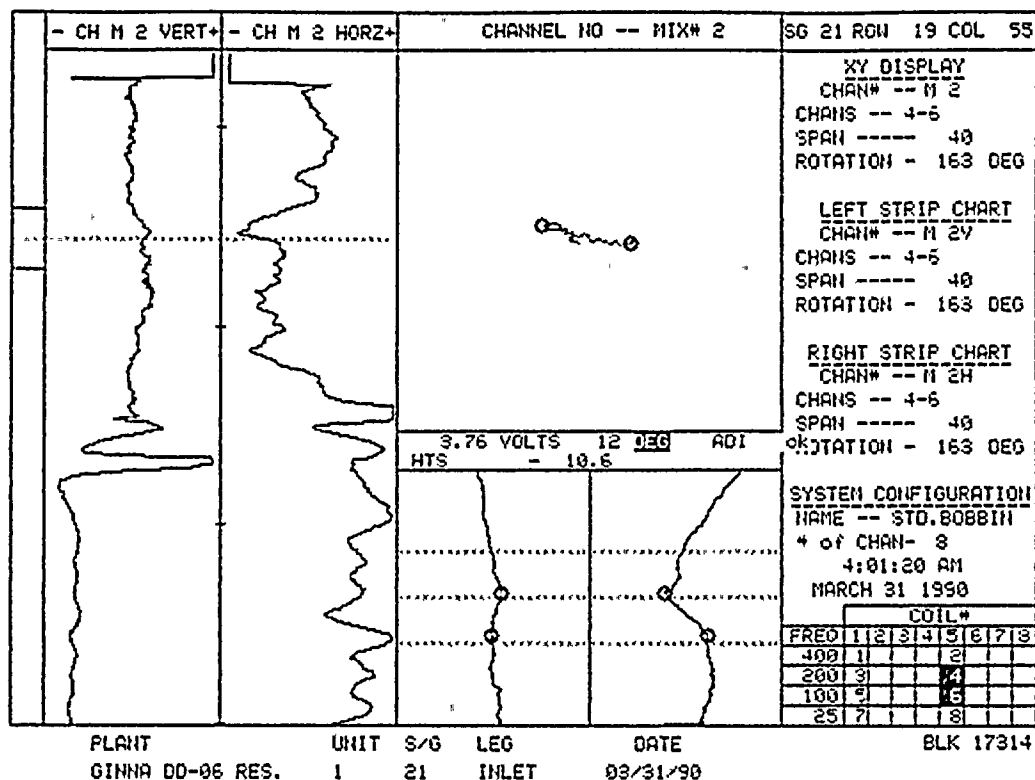 - CH M 2 VERT+ - CH M 2 HORZ+ CHANNEL NO -- MIX# 2 SG 21 ROW 19 COL 55
XY DISPLAY
CHAN# -- M 2
CHANS -- 4-6
SPAN ----- 40
ROTATION - 163 DEG
LEFT STRIP CHART
CHAN# -- M 2V
CHANS -- 4-6
SPAN ----- 40
ROTATION - 163 DEG
RIGHT STRIP CHART
CHAN# -- M 2H
CHANS -- 4-6
SPAN ----- 40
ROTATION - 163 DEG
3.76 VOLTS 12 DEG ADI ok
HTS - 10.6
SYSTEM CONFIGURATION
NAME -- STD.BOBBIN
# of CHAN- 8
4:01:20 AM
MARCH 31 1990
COIL#
FREQ 1 2 3 4 5 6 7 8
400 1 2
200 3 4
100 5 6
25 7 8
PLANT UNIT S/G LEG DATE BLK 17314
GINNA DD-06 RES. 1 21 INLET 03/31/90